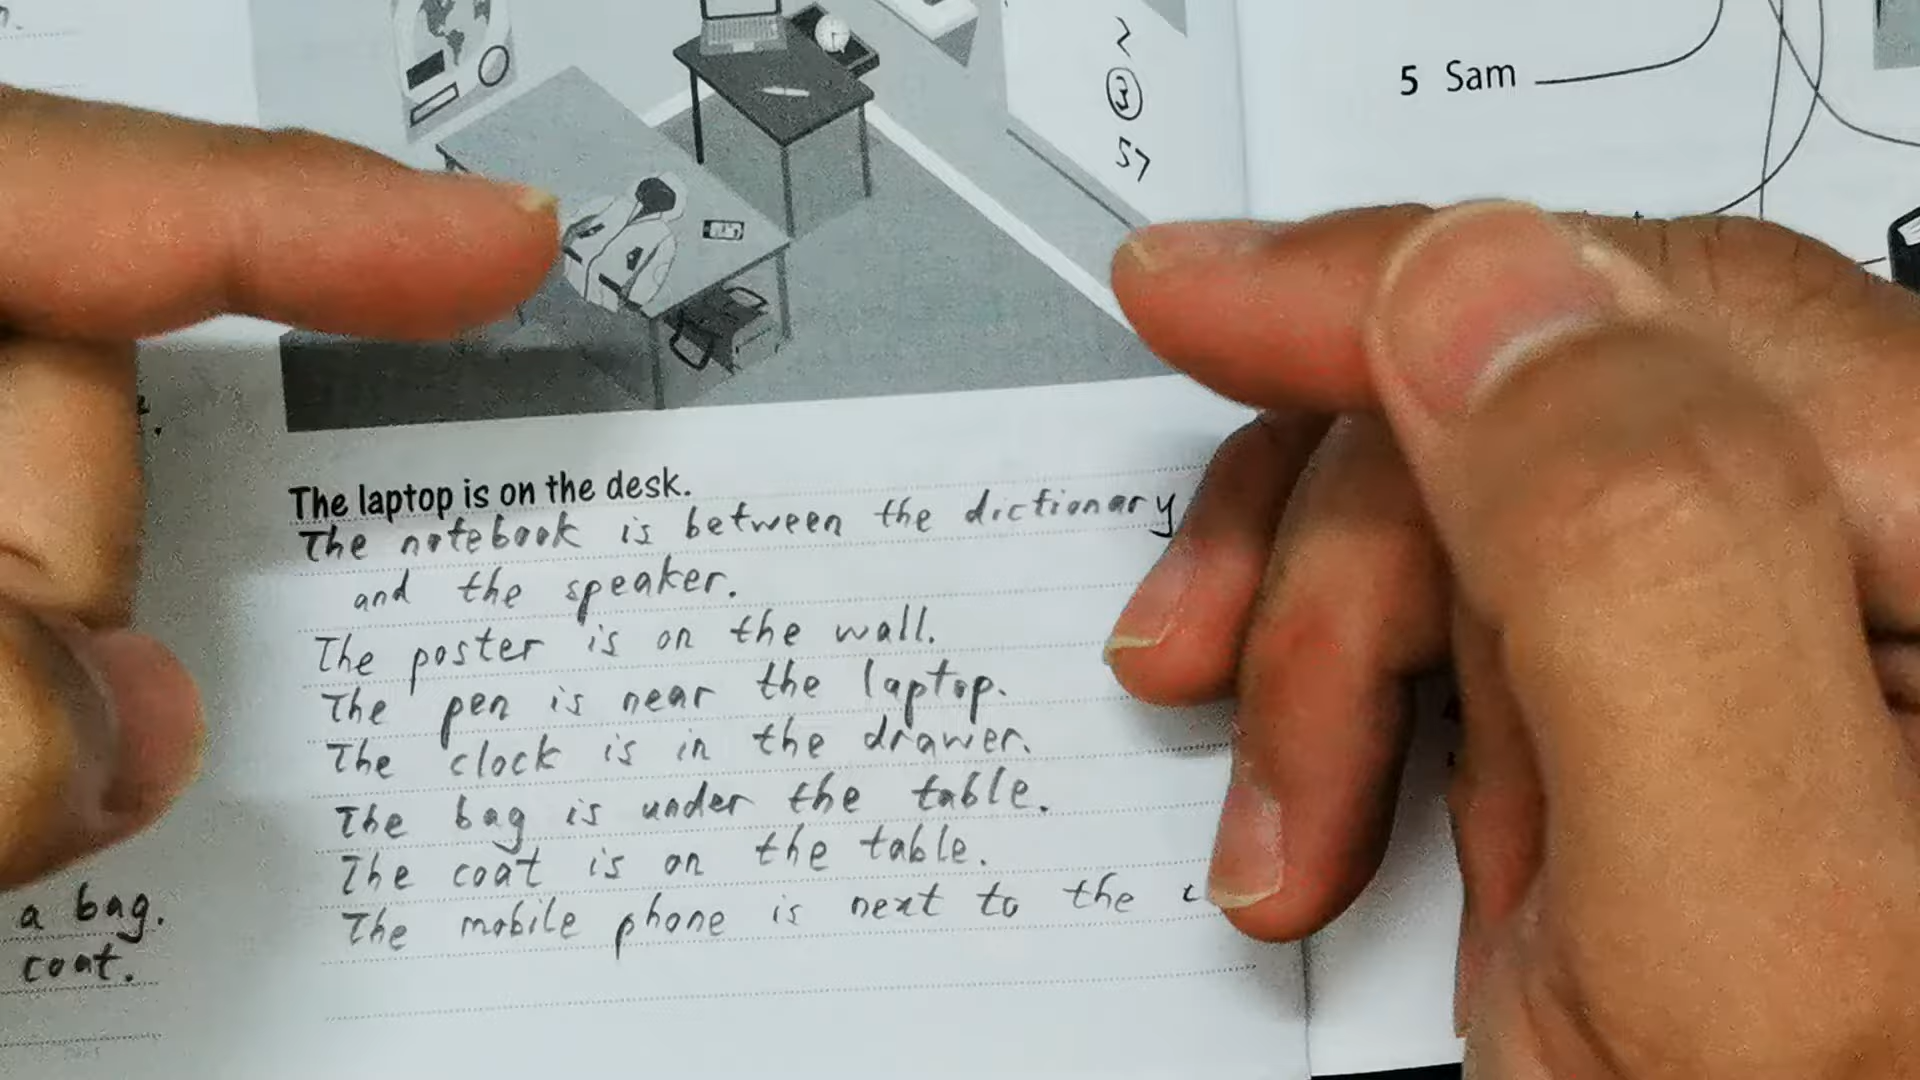 2
③
57
5 Sam
The laptop is on the desk.
The notebook is between the dictionary
and the speaker.
The poster is on the wall.
The pen is near the laptop.
The clock is in the drawer.
The bag is under the table.
The coat is on the table.
The mobile phone is next to the
a bag.
coat.